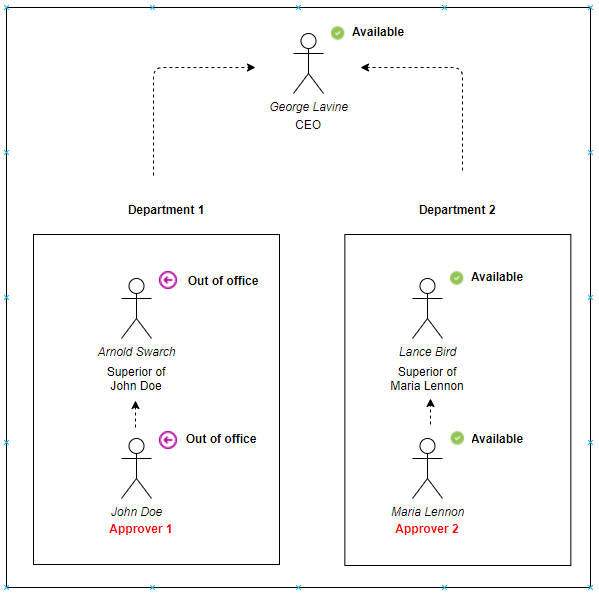 Available
George Lavine
CEO
Department 1
Department 2
Out of office
Arnold Swarch
Superior of
John Doe
Out of office
John Doe
Approver 1
Available
Lance Bird
Superior of
Maria Lennon
Available
Maria Lennon
Approver 2